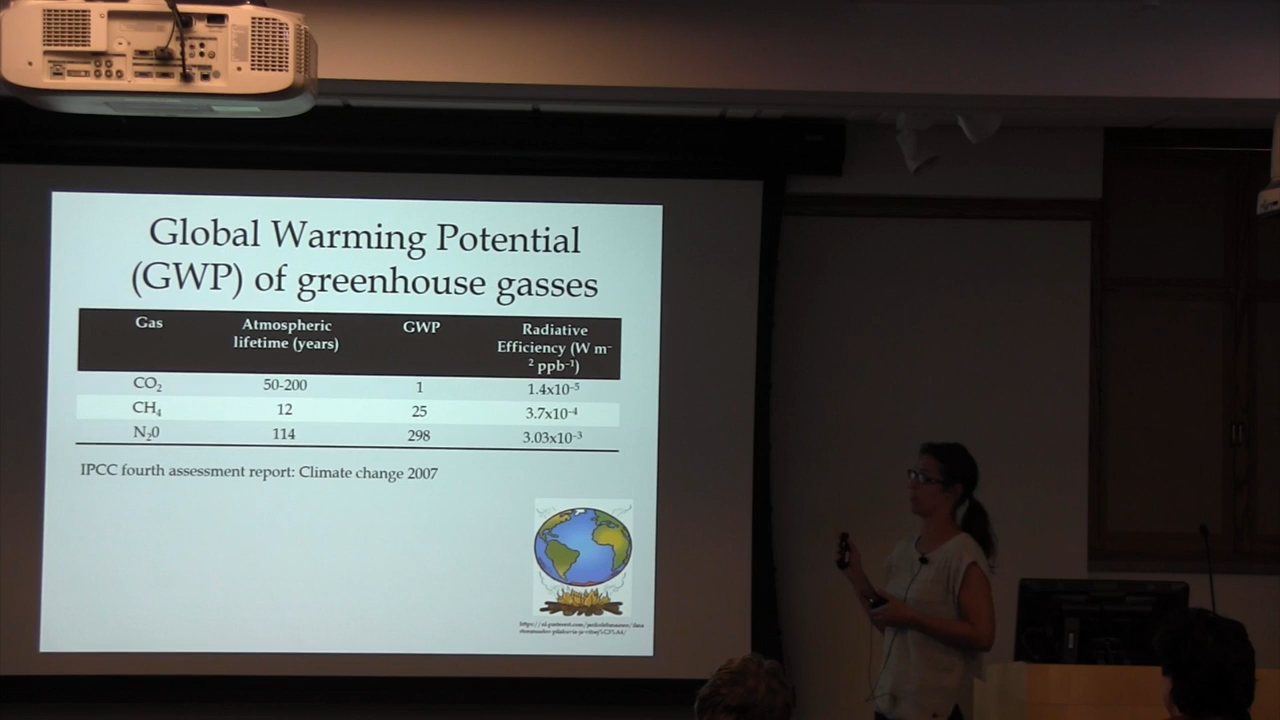 Global Warming Potential
(GWP) of greenhouse gasses
Gas Atmospheric lifetime (years) GWP Radiative Efficiency (W m⁻² ppb⁻¹)
CO₂ 50-200 1 1.4x10⁻⁵
CH₄ 12 25 3.7x10⁻⁴
N₂0 114 298 3.03x10⁻³
IPCC fourth assessment report: Climate change 2007